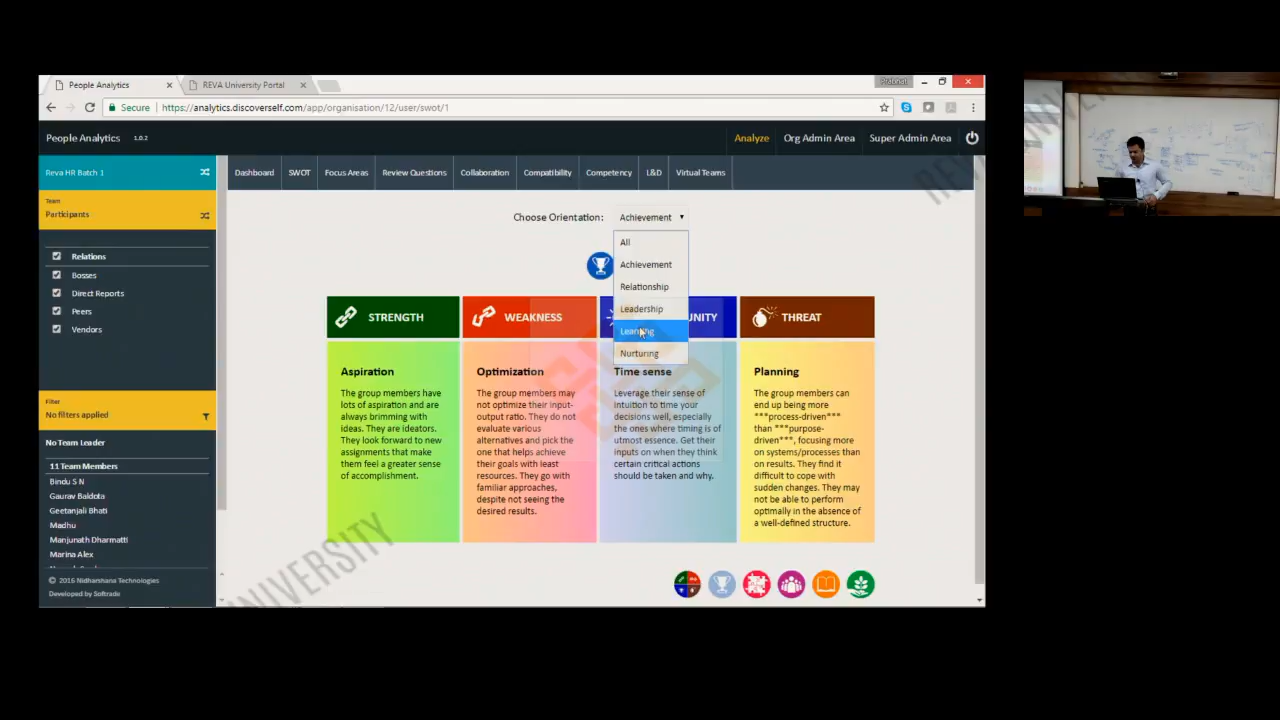 People Analytics
REVA University Portal
Secure
https://analytics.discoverself.com/app/organisation/12/user/swot/1
People Analytics 1.0.2
Analyze
Org Admin Area
Super Admin Area
Reva HR Batch 1
Dashboard
SWOT
Focus Areas
Review Questions
Collaboration
Compatibility
Competency
L&D
Virtual Teams
Team
Participants
Relations
Bosses
Direct Reports
Peers
Vendors
Filter
No filters applied
No Team Leader
11 Team Members
Bindu S N
Gaurav Baldota
Geetanjali Bhati
Madhu
Manjunath Dharmatti
Marina Alex
© 2016 Nidharshana Technologies
Developed by Softrade
Choose Orientation:
Achievement
All
Achievement
Relationship
Leadership
Learning
Nurturing
STRENGTH
Aspiration
The group members have
lots of aspiration and are
always brimming with
ideas. They are ideators.
They look forward to new
assignments that make
them feel a greater sense
of accomplishment.
WEAKNESS
Optimization
The group members may
not optimize their input-
output ratio. They do not
evaluate various
alternatives and pick the
one that helps achieve
their goals with least
resources. They go with
familiar approaches,
despite not seeing the
desired results.
UNITY
Time sense
Leverage their sense of
intuition to time your
decisions well, especially
the ones where timing is of
utmost essence. Get their
inputs on when they think
certain critical actions
should be taken and why.
THREAT
Planning
The group members can
end up being more
***process-driven***
than ***purpose-
driven***, focusing more
on systems/processes than
on results. They find it
difficult to cope with
sudden changes. They may
not be able to perform
optimally in the absence of
a well-defined structure.
UNIVERSITY